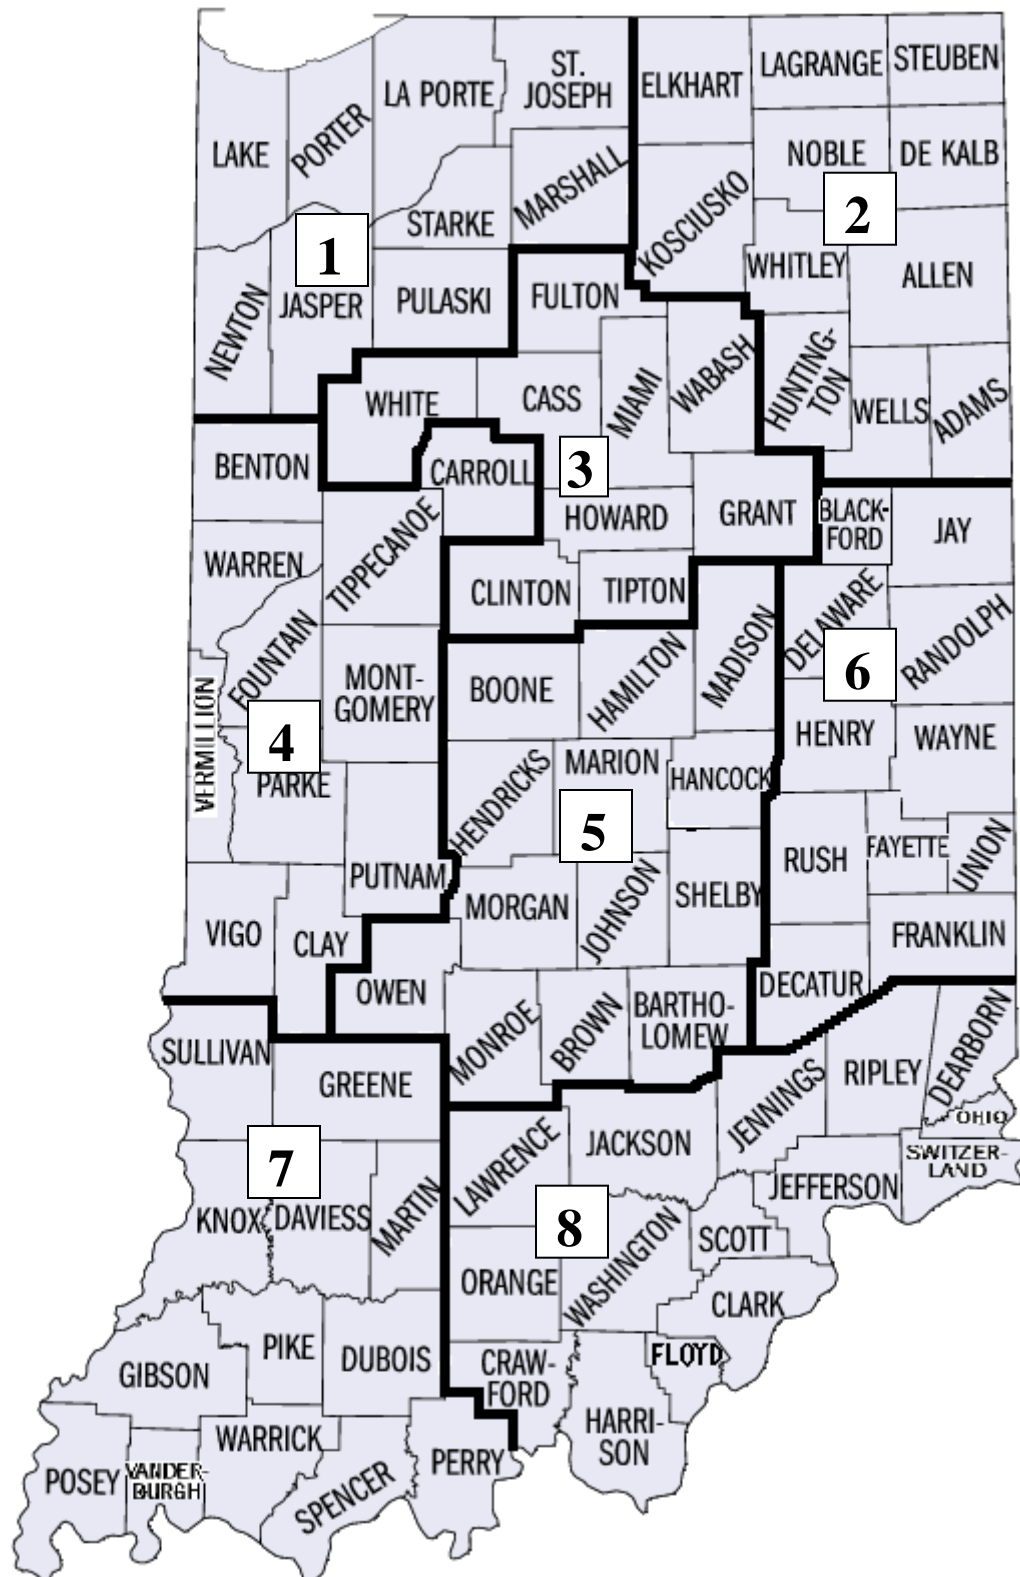 ST.
JOSEPH
LAGRANGE
STEUBEN
ELKHART
LA PORTE
LAKE
PORTER
NOBLE
DE KALB
MARSHALL
STARKE
KOSCIUSKO
2
1
WHITLEY
ALLEN
NEWTON
JASPER
PULASKI
FULTON
WHITE
CASS
MIAMI
WABASH
HUNTING-
TON
WELLS
ADAMS
BENTON
CARROLL
3
HOWARD
GRANT
BLACK-
FORD
JAY
WARREN
TIPPECANOE
CLINTON
TIPTON
FOUNTAIN
MONT-
GOMERY
BOONE
HAMILTON
MADISON
DELAWARE
6
RANDOLPH
VERMILLION
4
PARKE
HENDRICKS
MARION
HANCOCK
HENRY
WAYNE
5
PUTNAM
MORGAN
JOHNSON
SHELBY
RUSH
FAYETTE
UNION
VIGO
CLAY
OWEN
FRANKLIN
DECATUR
MONROE
BROWN
BARTHO-
LOMEW
SULLIVAN
GREENE
JENNINGS
RIPLEY
DEARBORN
OHIO
LAWRENCE
JACKSON
SWITZER-
LAND
7
JEFFERSON
KNOX
DAVIESS
MARTIN
8
WASHINGTON
SCOTT
ORANGE
CLARK
GIBSON
PIKE
DUBOIS
CRAW-
FORD
FLOYD
HARRI-
SON
WARRICK
POSEY
VANDER-
BURGH
SPENCER
PERRY